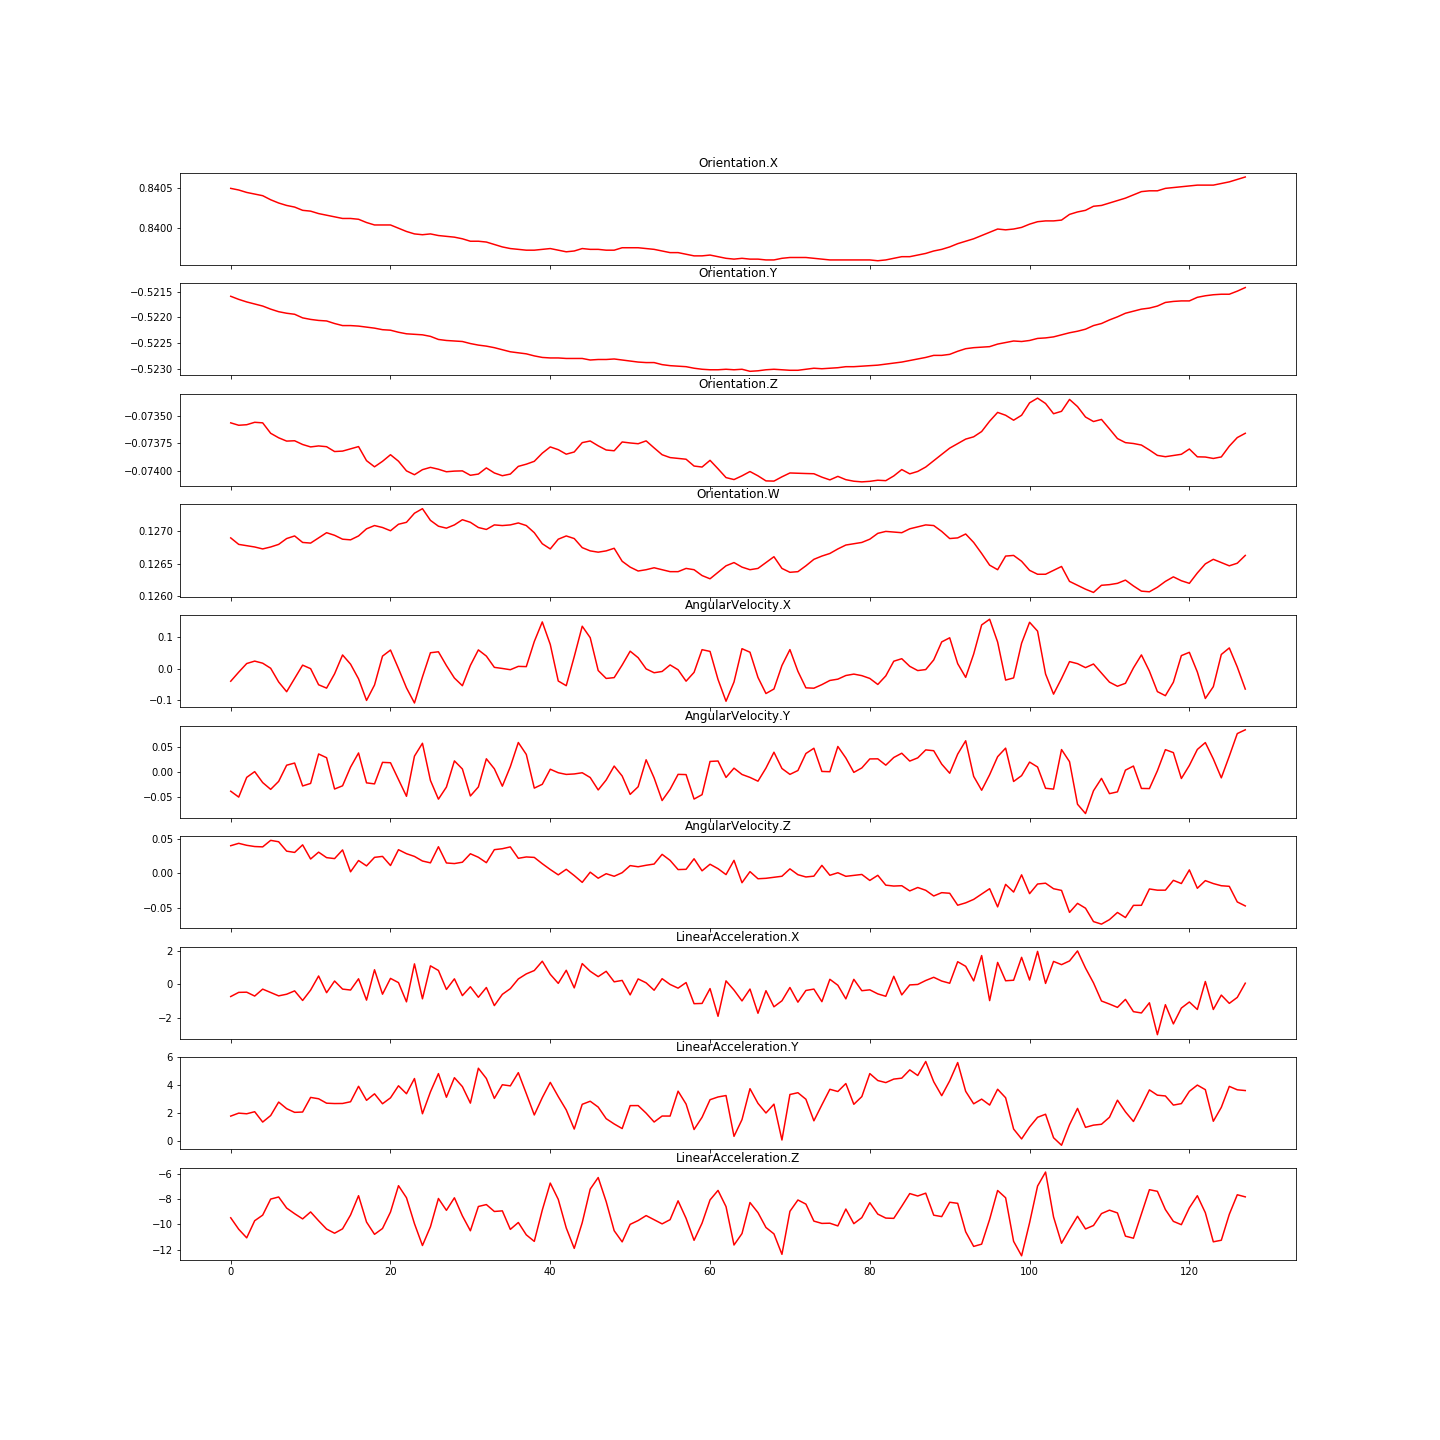 Orientation.X
0.8405
0.8400
Orientation.Y
−0.5215
−0.5220
−0.5225
−0.5230
Orientation.Z
−0.07350
−0.07375
−0.07400
Orientation.W
0.1270
0.1265
0.1260
AngularVelocity.X
0.1
0.0
−0.1
AngularVelocity.Y
0.05
0.00
−0.05
AngularVelocity.Z
0.05
0.00
−0.05
LinearAcceleration.X
2
0
−2
LinearAcceleration.Y
6
4
2
0
LinearAcceleration.Z
−6
−8
−10
−12
0 20 40 60 80 100 120